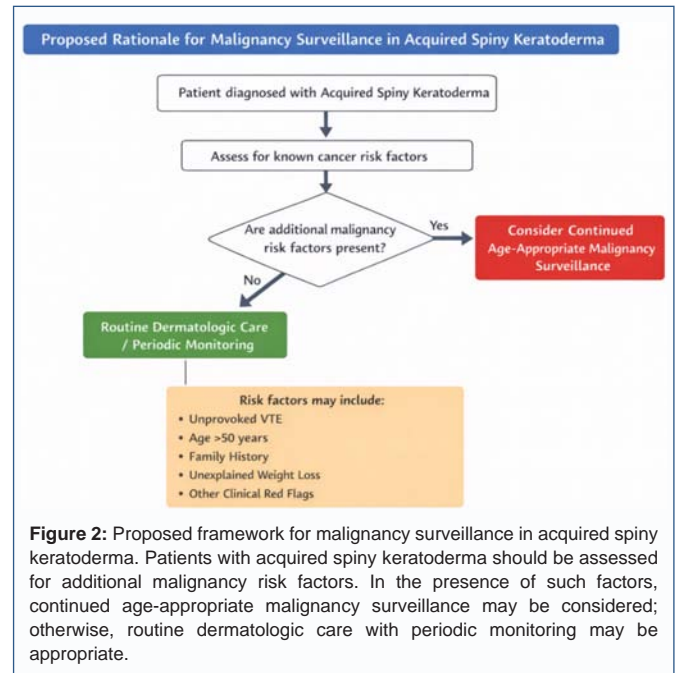 Proposed Rationale for Malignancy Surveillance in Acquired Spiny Keratoderma
Patient diagnosed with Acquired Spiny Keratoderma
Assess for known cancer risk factors
Are additional malignancy
risk factors present?
Yes
Consider Continued
Age-Appropriate Malignancy
Surveillance
No
Routine Dermatologic Care
/ Periodic Monitoring
Risk factors may include:
• Unprovoked VTE
• Age >50 years
• Family History
• Unexplained Weight Loss
• Other Clinical Red Flags
Figure 2: Proposed framework for malignancy surveillance in acquired spiny
keratoderma. Patients with acquired spiny keratoderma should be assessed
for additional malignancy risk factors. In the presence of such factors,
continued age-appropriate malignancy surveillance may be considered;
otherwise, routine dermatologic care with periodic monitoring may be
appropriate.